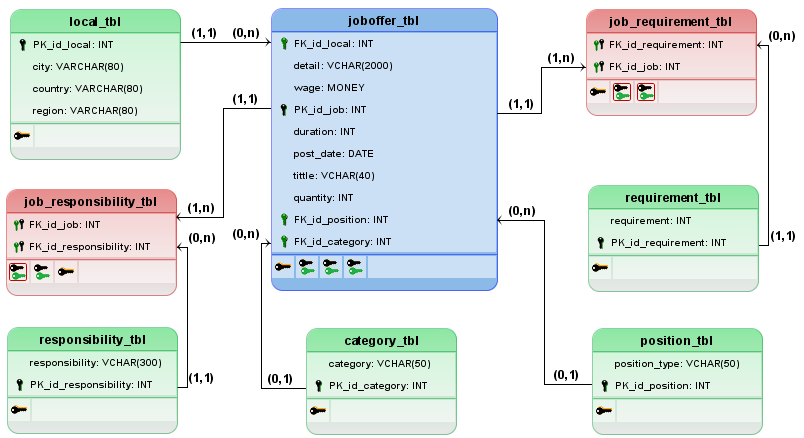 local_tbl
PK_id_local: INT
city: VARCHAR(80)
country: VARCHAR(80)
region: VARCHAR(80)
(1,1)
(0,n)
joboffer_tbl
FK_id_local: INT
detail: VCHAR(2000)
wage: MONEY
PK_id_job: INT
duration: INT
post_date: DATE
tittle: VCHAR(40)
quantity: INT
FK_id_position: INT
FK_id_category: INT
(1,n)
(1,1)
job_requirement_tbl
FK_id_requirement: INT
FK_id_job: INT
(0,n)
(1,1)
(1,n)
job_responsibility_tbl
FK_id_job: INT
FK_id_responsibility: INT
(0,n)
(0,n)
(0,n)
requirement_tbl
requirement: INT
PK_id_requirement: INT
(1,1)
responsibility_tbl
responsibility: VCHAR(300)
PK_id_responsibility: INT
(1,1)
category_tbl
category: VCHAR(50)
PK_id_category: INT
(0,1)
position_tbl
position_type: VCHAR(50)
PK_id_position: INT
(0,1)